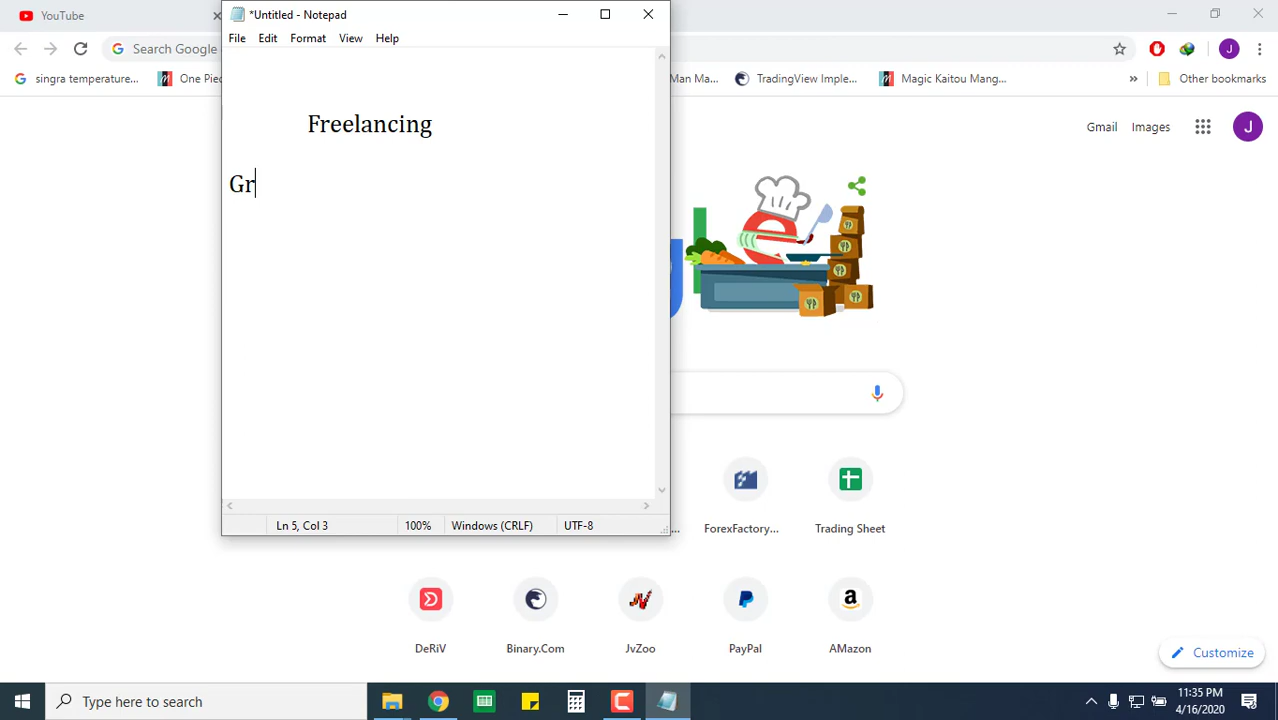 YouTube
*Untitled - Notepad
Search Google
File Edit Format View Help
singra temperature...
One Piec
Man Ma...
TradingView Imple...
Magic Kaitou Mang...
»
Other bookmarks
J
Gmail
Images
J
Freelancing
Gr
Ln 5, Col 3
100%
Windows (CRLF)
UTF-8
ForexFactory...
Trading Sheet
DeRiV
Binary.Com
JvZoo
PayPal
AMazon
Customize
Type here to search
11:35 PM
4/16/2020